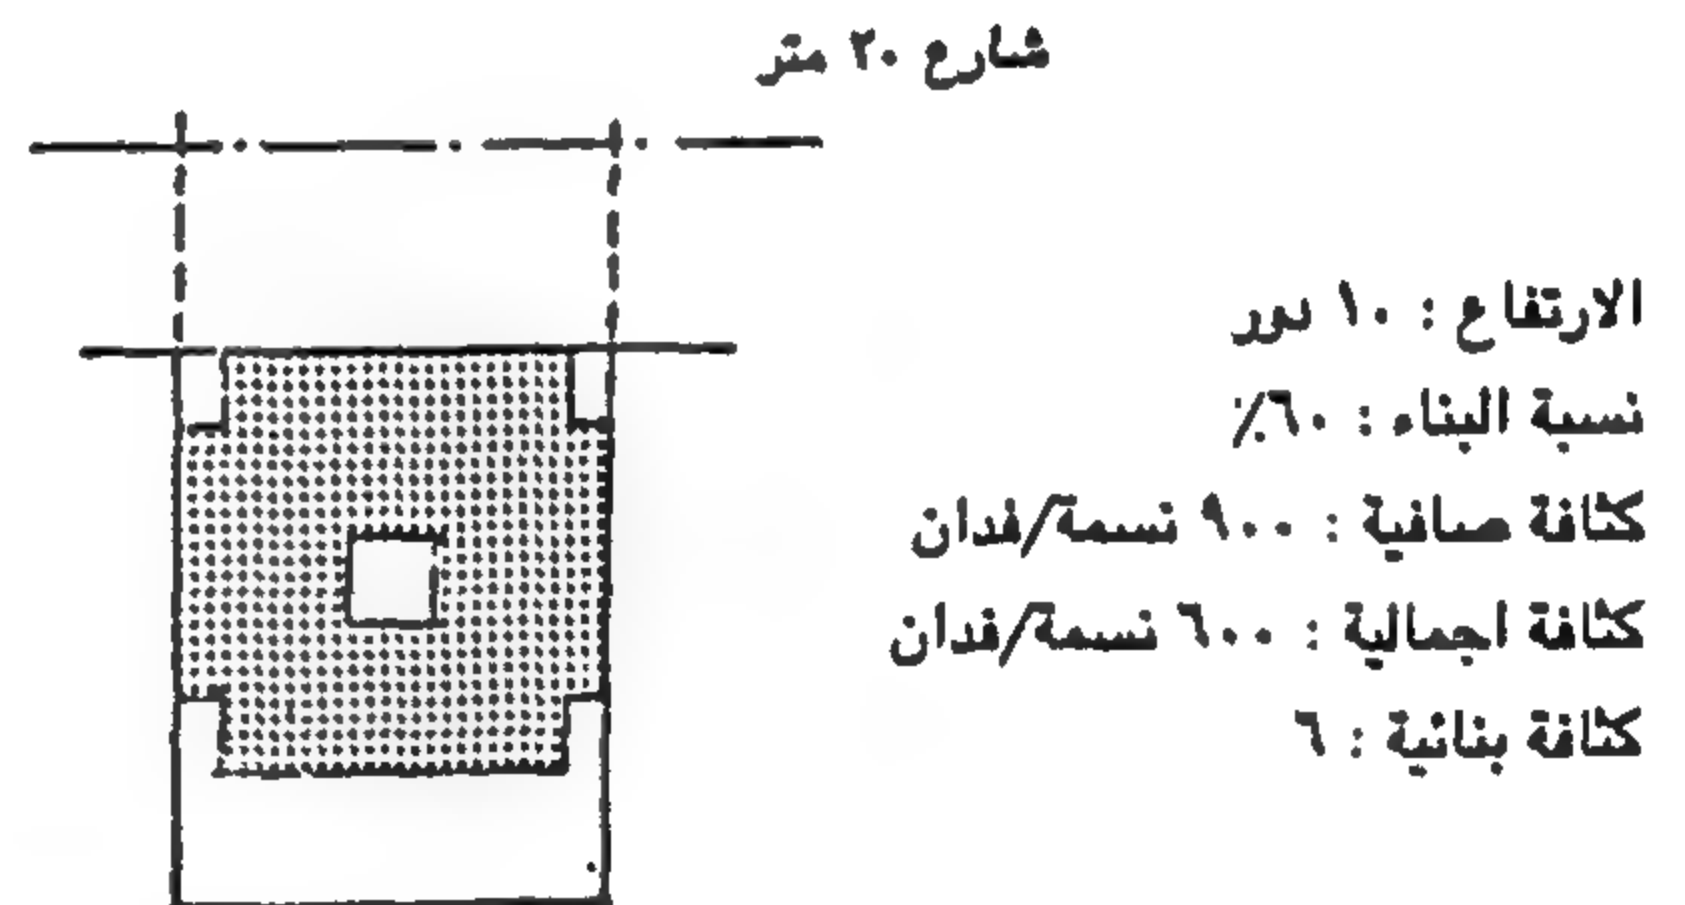 شارع ٢٠ متر
الارتفاع : ١٠ دور
نسبة البناء : ٦٠٪
كثافة صافية : ٩٠٠ نسمة/فدان
كثافة اجمالية : ٦٠٠ نسمة/فدان
كثافة بنائية : ٦